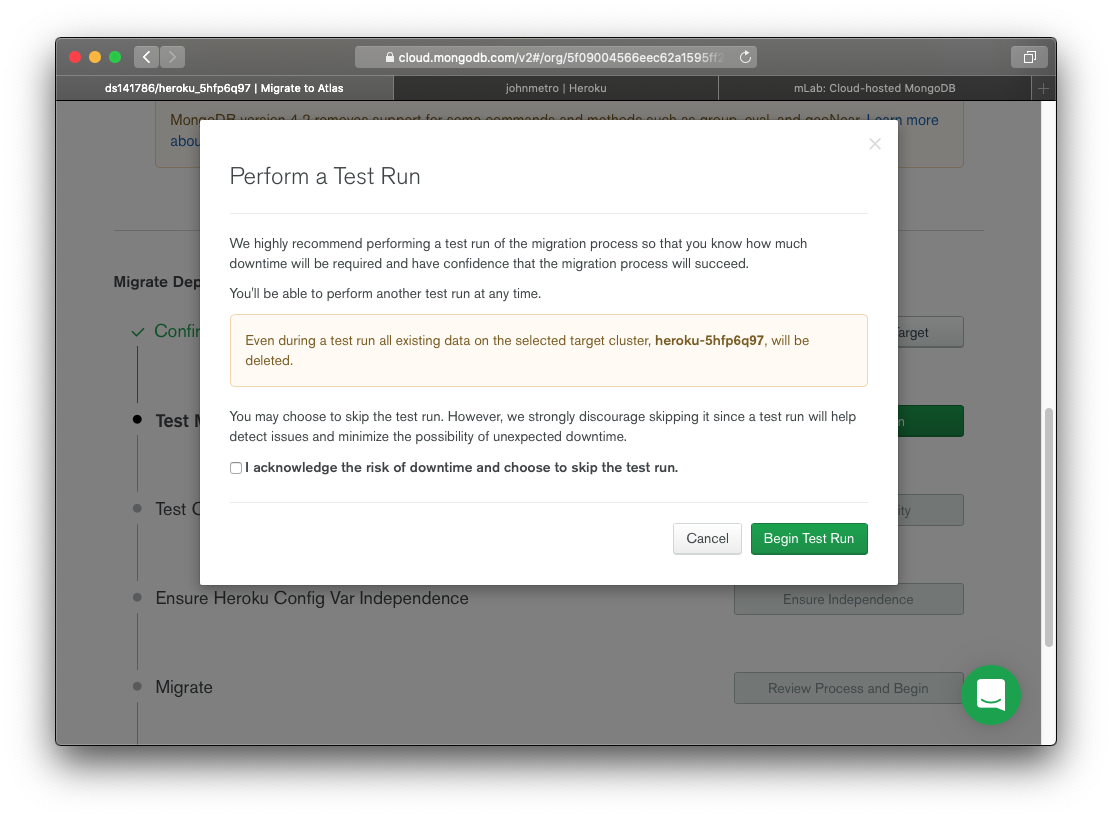 cloud.mongodb.com/v2#/org/5f09004566eec62a1595ff2
ds141786/heroku_5hfp6q97 | Migrate to Atlas
johnmetro | Heroku
mLab: Cloud-hosted MongoDB
MongoDB version 4.2 removes support for some commands and methods such as group, eval, and geoNear. Learn more
abou
Perform a Test Run
We highly recommend performing a test run of the migration process so that you know how much
downtime will be required and have confidence that the migration process will succeed.
You'll be able to perform another test run at any time.
Even during a test run all existing data on the selected target cluster, heroku-5hfp6q97, will be
deleted.
You may choose to skip the test run. However, we strongly discourage skipping it since a test run will help
detect issues and minimize the possibility of unexpected downtime.
I acknowledge the risk of downtime and choose to skip the test run.
Cancel
Begin Test Run
Migrate Dep
Confir
arget
Test M
n
Test C
ity
Ensure Heroku Config Var Independence
Ensure Independence
Migrate
Review Process and Begin